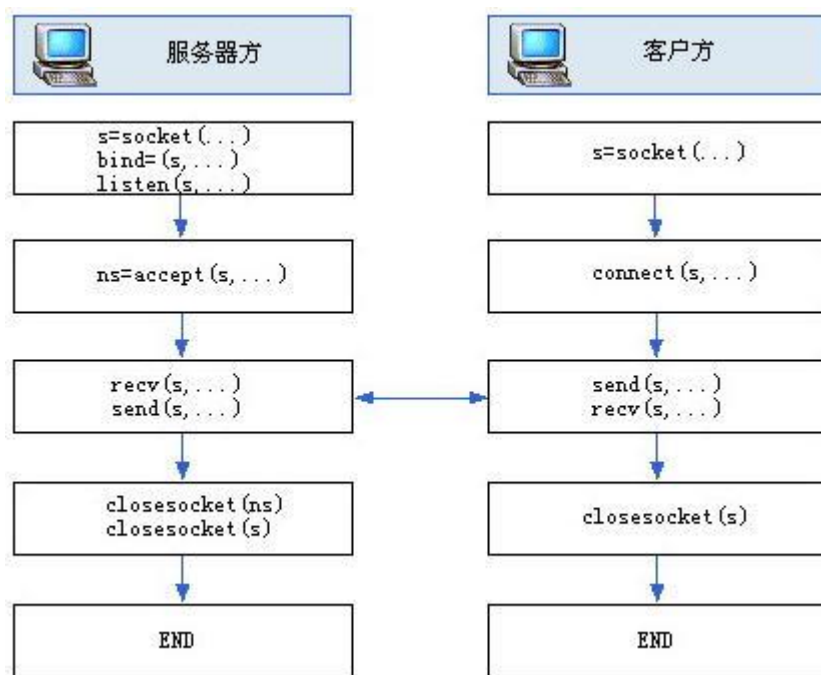 服务器方
s=socket(...)
bind=(s,...)
listen(s,...)
ns=accept(s,...)
recv(s,...)
send(s,...)
closesocket(ns)
closesocket(s)
END
客户方
s=socket(...)
connect(s,...)
send(s,...)
recv(s,...)
closesocket(s)
END